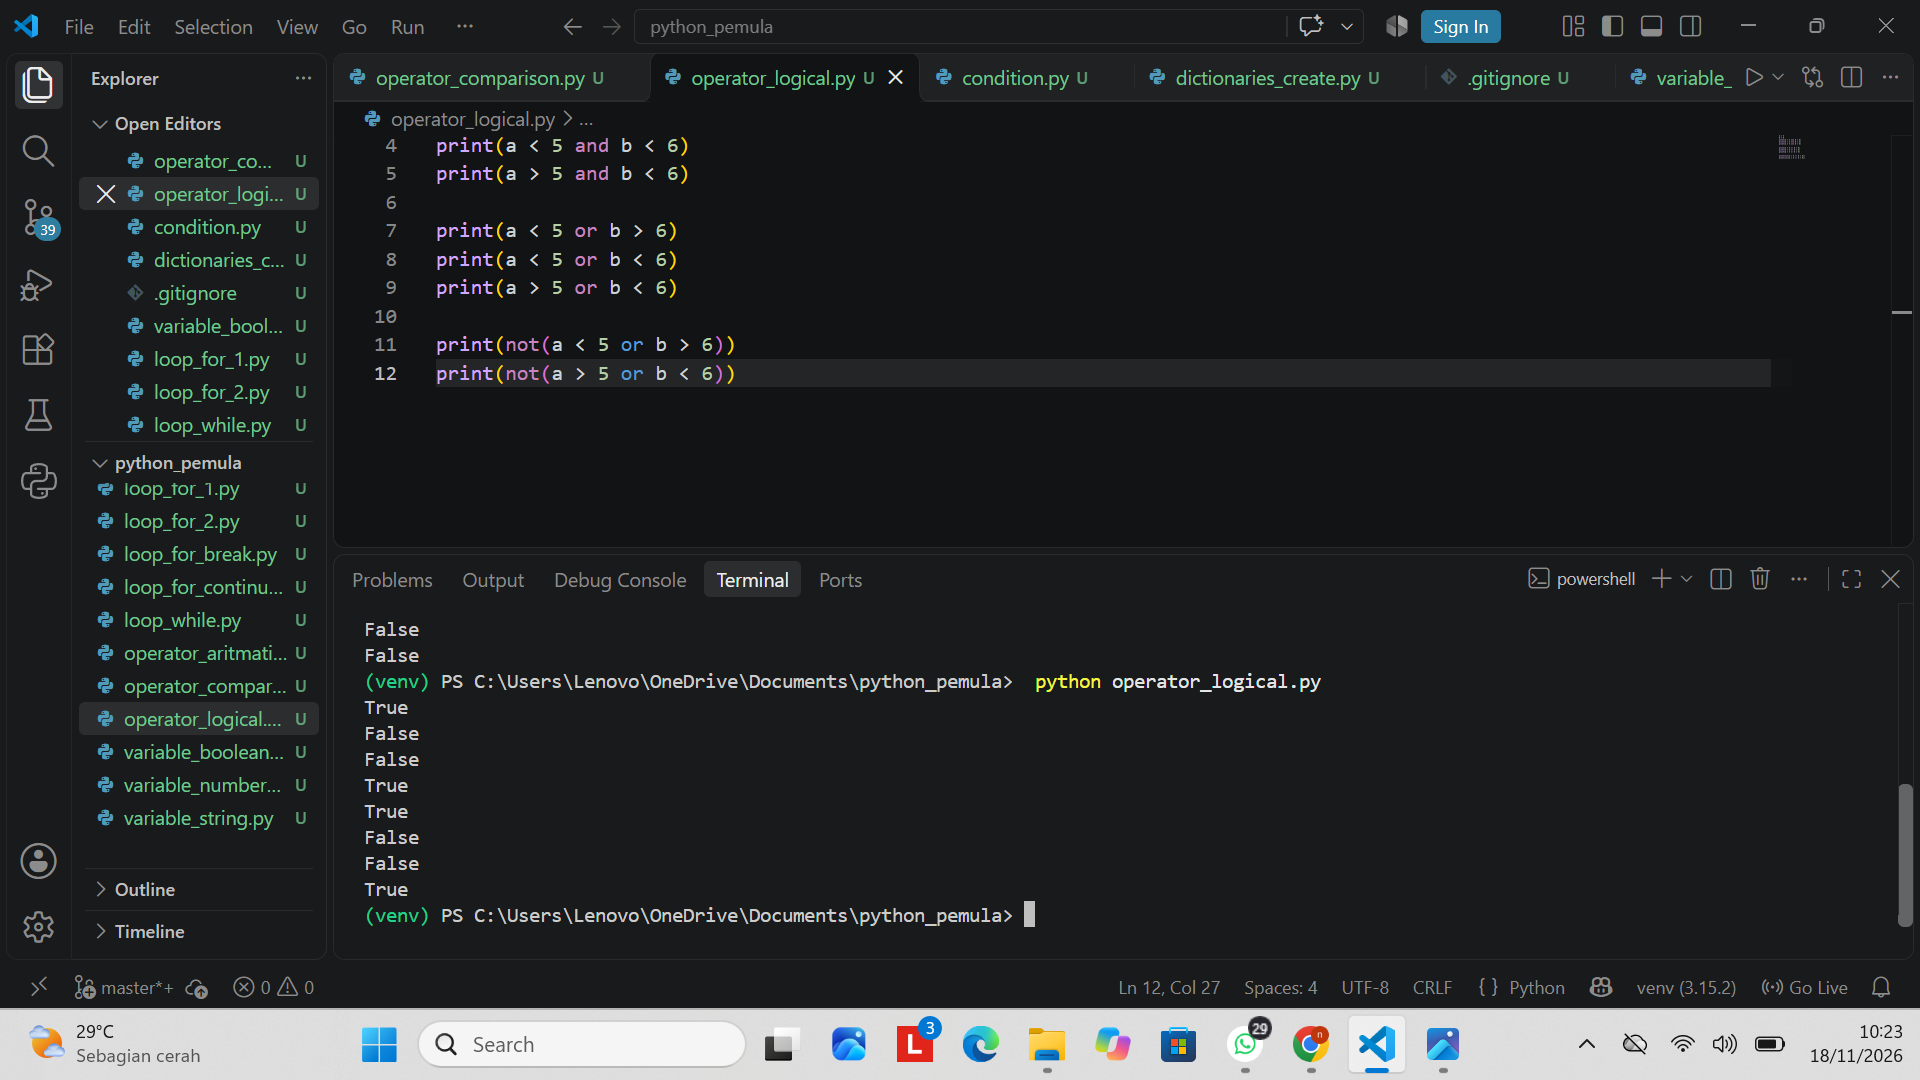 File Edit Selection View Go Run ···
python_pemula
Sign In
Explorer ···
Open Editors
operator_co... U
operator_logi... U
condition.py U
dictionaries_c... U
.gitignore U
variable_bool... U
loop_for_1.py U
loop_for_2.py U
loop_while.py U
python_pemula
loop_for_1.py U
loop_for_2.py U
loop_for_break.py U
loop_for_continu... U
loop_while.py U
operator_aritmati... U
operator_compar... U
operator_logical.... U
variable_boolean... U
variable_number... U
variable_string.py U
Outline
Timeline
39
operator_comparison.py U operator_logical.py U condition.py U dictionaries_create.py U .gitignore U variable_
operator_logical.py > ...
4 print(a < 5 and b < 6)
5 print(a > 5 and b < 6)
6
7 print(a < 5 or b > 6)
8 print(a < 5 or b < 6)
9 print(a > 5 or b < 6)
10
11 print(not(a < 5 or b > 6))
12 print(not(a > 5 or b < 6))
Problems Output Debug Console Terminal Ports
powershell
False
False
(venv) PS C:\Users\Lenovo\OneDrive\Documents\python_pemula> python operator_logical.py
True
False
False
True
True
False
False
True
(venv) PS C:\Users\Lenovo\OneDrive\Documents\python_pemula>
master*+ 0 0 Ln 12, Col 27 Spaces: 4 UTF-8 CRLF { } Python venv (3.15.2) Go Live
29°C
Sebagian cerah
Search
L 3
29
n
10:23
18/11/2026